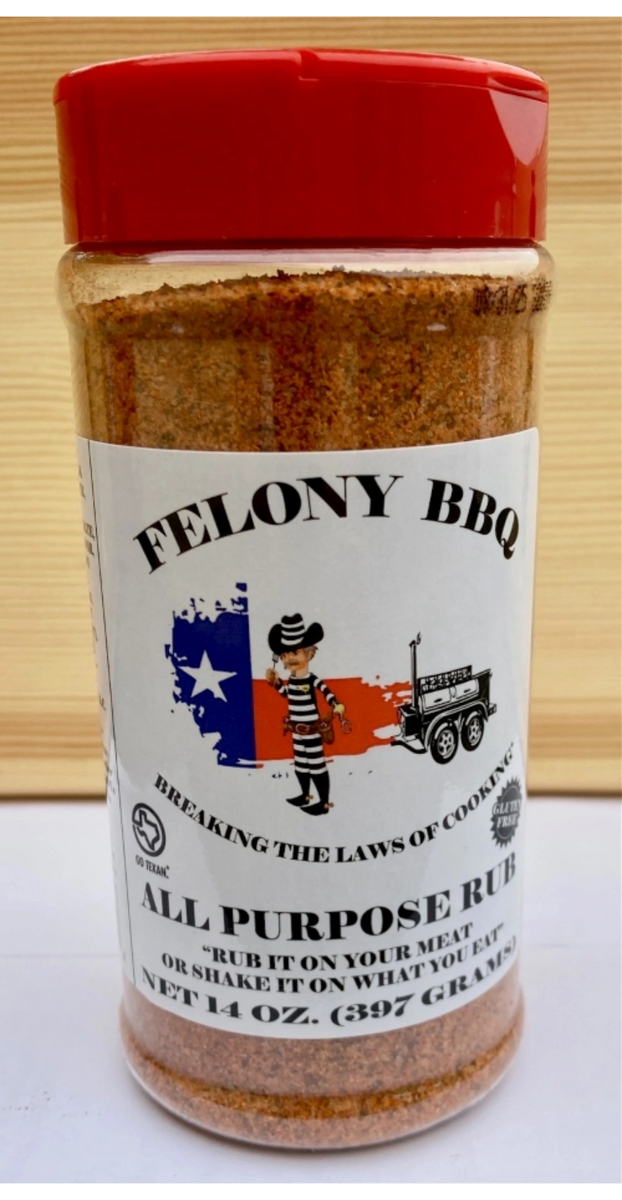 FELONY BBQ
BREAKING THE LAWS OF COOKING
GO TEXAN
GLUTEN
FREE
ALL PURPOSE RUB
"RUB IT ON YOUR MEAT
OR SHAKE IT ON WHAT YOU EAT"
NET 14 OZ. (397 GRAMS)